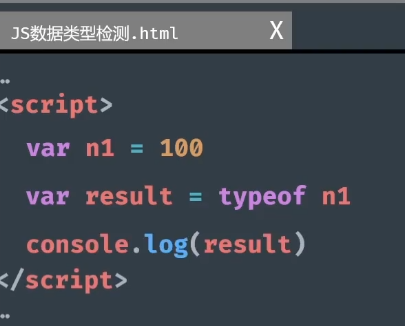 JS数据类型检测.html X
…
<script>
var n1 = 100
var result = typeof n1
console.log(result)
</script>
…